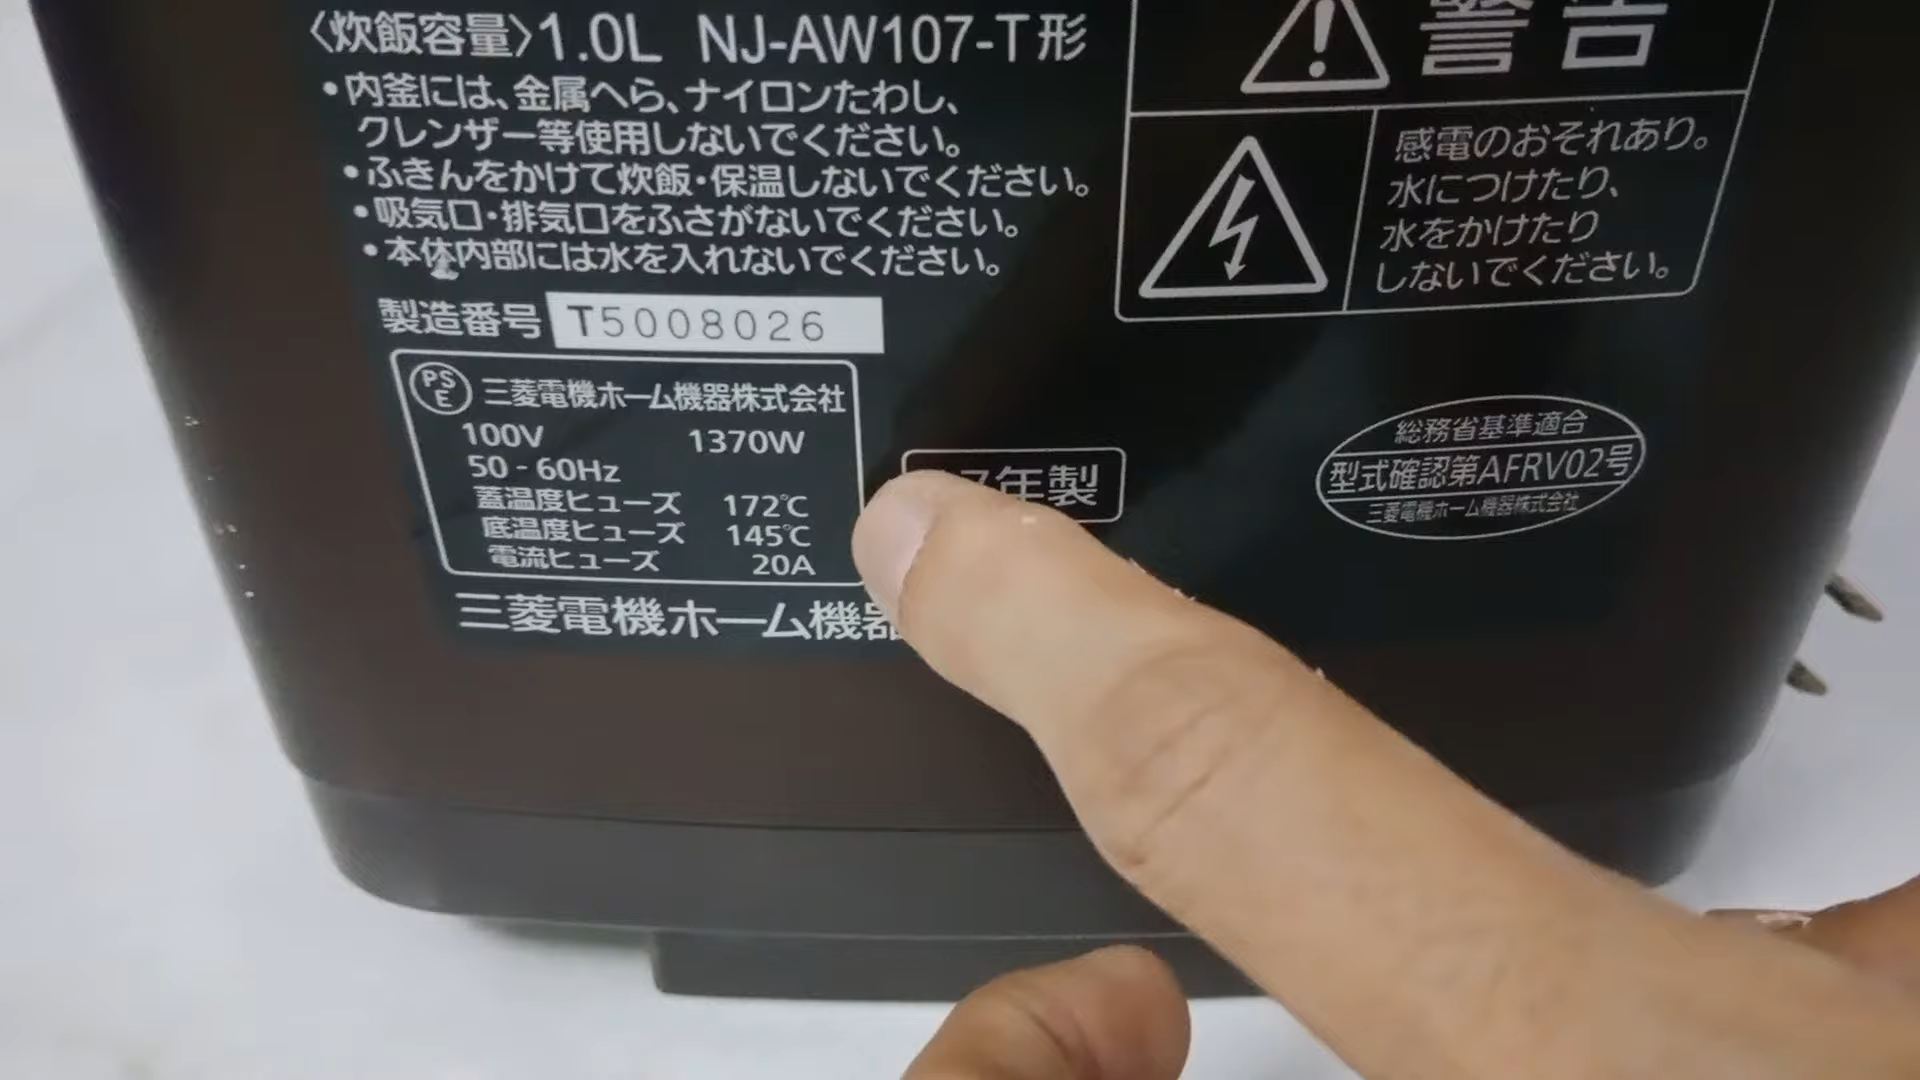 〈炊飯容量〉1.0L NJ-AW107-T形
•内釜には、金属へら、ナイロンたわし、
クレンザー等使用しないでください。
•ふきんをかけて炊飯・保温しないでください。
•吸気口・排気口をふさがないでください。
•本体内部には水を入れないでください。
製造番号 T5008026
PSE 三菱電機ホーム機器株式会社
100V 1370W
50-60Hz
蓋温度ヒューズ 172℃
底温度ヒューズ 145℃
電流ヒューズ 20A
三菱電機ホーム機器
7年製
警告
感電のおそれあり。
水につけたり、
水をかけたり
しないでください。
総務省基準適合
型式確認第AFRV02号
三菱電機ホーム機器株式会社